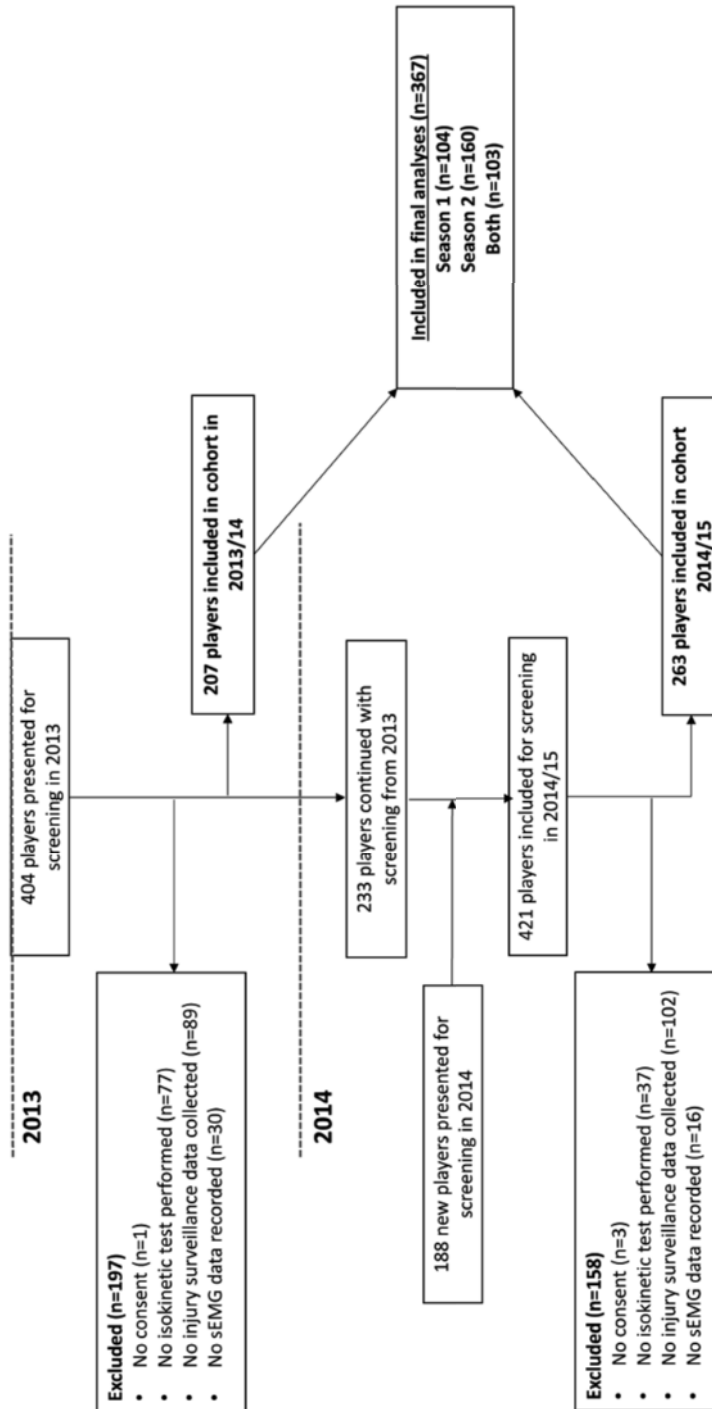 2013
404 players presented for
screening in 2013
Excluded (n=197)
• No consent (n=1)
• No isokinetic test performed (n=77)
• No injury surveillance data collected (n=89)
• No sEMG data recorded (n=30)
207 players included in cohort in
2013/14
2014
233 players continued with
screening from 2013
188 new players presented for
screening in 2014
421 players included for screening
in 2014/15
Excluded (n=158)
• No consent (n=3)
• No isokinetic test performed (n=37)
• No injury surveillance data collected (n=102)
• No sEMG data recorded (n=16)
263 players included in cohort
2014/15
Included in final analyses (n=367)
Season 1 (n=104)
Season 2 (n=160)
Both (n=103)